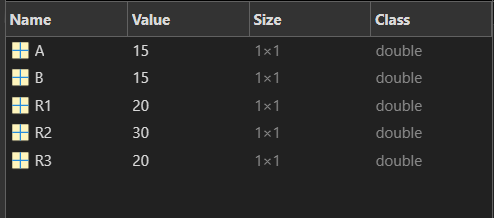 Name Value Size Class
A 15 1×1 double
B 15 1×1 double
R1 20 1×1 double
R2 30 1×1 double
R3 20 1×1 double